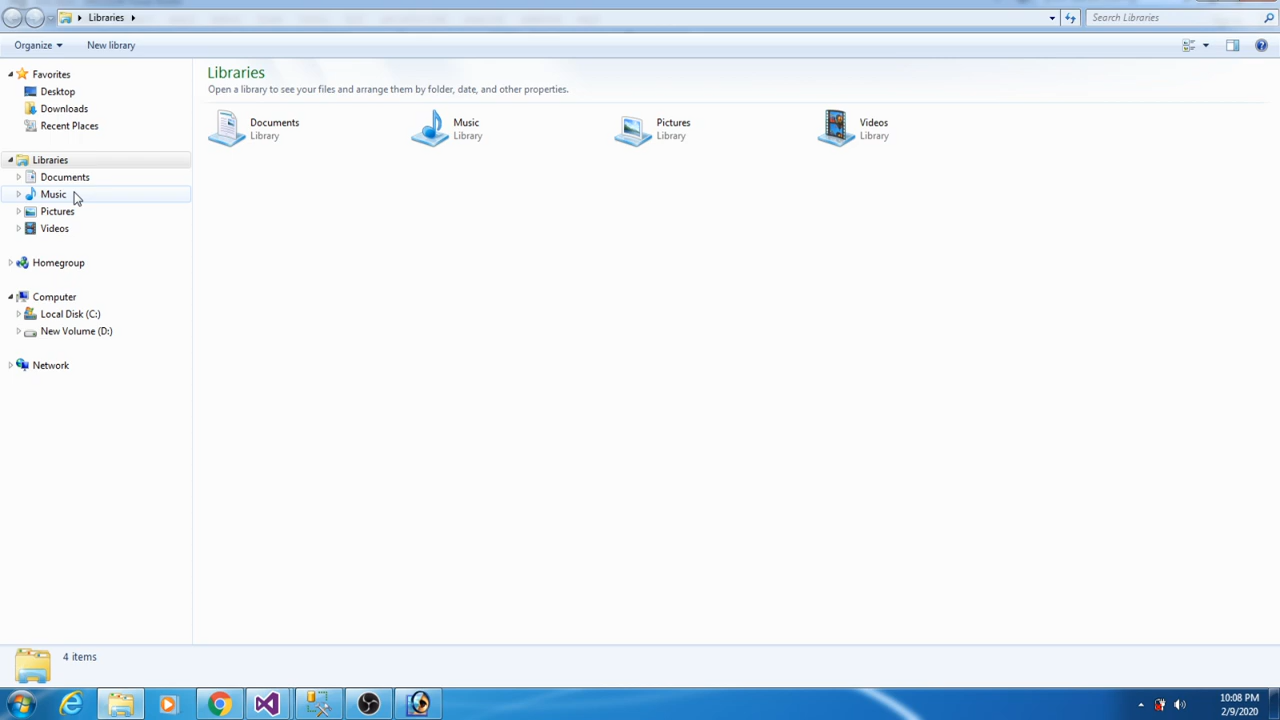 Libraries
Search Libraries
Organize
New library
Favorites
Desktop
Downloads
Recent Places
Libraries
Documents
Music
Pictures
Videos
Homegroup
Computer
Local Disk (C:)
New Volume (D:)
Network
Libraries
Open a library to see your files and arrange them by folder, date, and other properties.
Documents
Library
Music
Library
Pictures
Library
Videos
Library
4 items
10:08 PM
2/9/2020